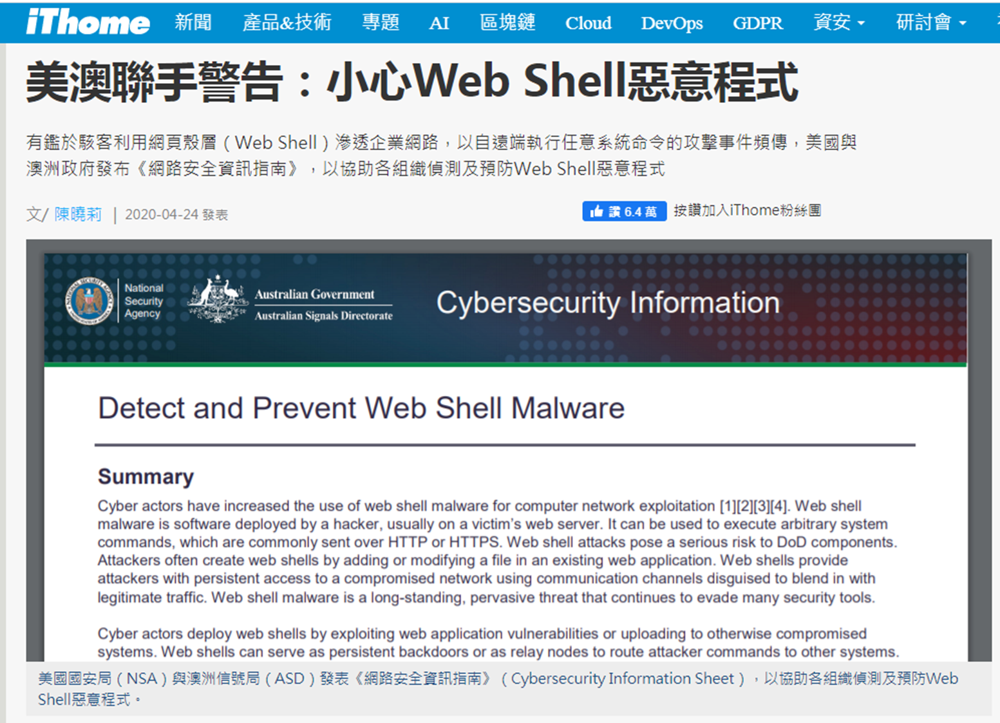 iThome 新聞 產品&技術 專題 AI 區塊鏈 Cloud DevOps GDPR 資安 研討會
美澳聯手警告：小心Web Shell惡意程式
有鑑於駭客利用網頁殼層（Web Shell）滲透企業網路，以自遠端執行任意系統命令的攻擊事件頻傳，美國與
澳洲政府發布《網路安全資訊指南》，以協助各組織偵測及預防Web Shell惡意程式
文/ 陳曉莉 | 2020-04-24 發表
讚 6.4 萬 按讚加入iThome粉絲團
NATIONAL SECURITY AGENCY
UNITED STATES OF AMERICA
National
Security
Agency
Australian Government
Australian Signals Directorate
Cybersecurity Information
Detect and Prevent Web Shell Malware
Summary
Cyber actors have increased the use of web shell malware for computer network exploitation [1][2][3][4]. Web shell
malware is software deployed by a hacker, usually on a victim’s web server. It can be used to execute arbitrary system
commands, which are commonly sent over HTTP or HTTPS. Web shell attacks pose a serious risk to DoD components.
Attackers often create web shells by adding or modifying a file in an existing web application. Web shells provide
attackers with persistent access to a compromised network using communication channels disguised to blend in with
legitimate traffic. Web shell malware is a long-standing, pervasive threat that continues to evade many security tools.
Cyber actors deploy web shells by exploiting web application vulnerabilities or uploading to otherwise compromised
systems. Web shells can serve as persistent backdoors or as relay nodes to route attacker commands to other systems.
美國國安局（NSA）與澳洲信號局（ASD）發表《網路安全資訊指南》（Cybersecurity Information Sheet），以協助各組織偵測及預防Web
Shell惡意程式。